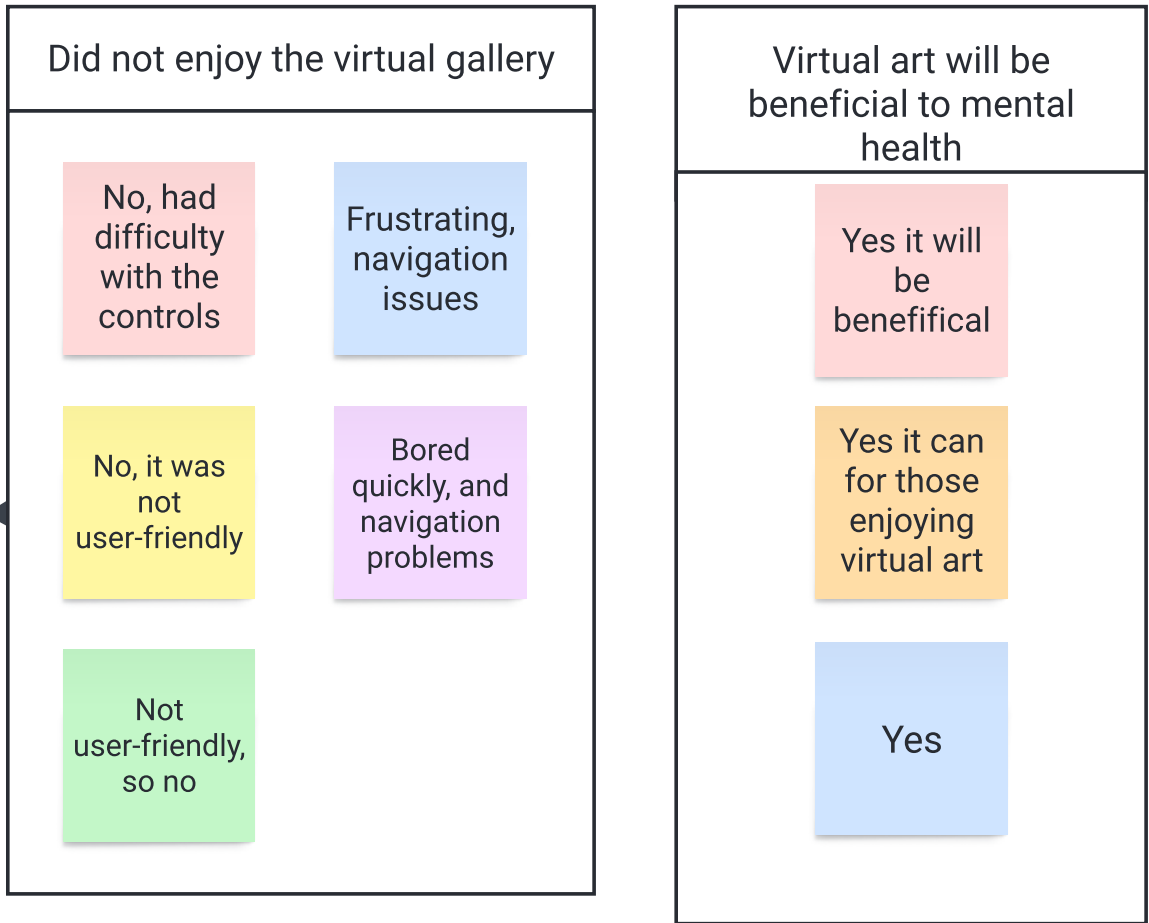 Did not enjoy the virtual gallery
No, had
difficulty
with the
controls
Frustrating,
navigation
issues
No, it was
not
user-friendly
Bored
quickly, and
navigation
problems
Not
user-friendly,
so no
Virtual art will be
beneficial to mental
health
Yes it will
be
benefifical
Yes it can
for those
enjoying
virtual art
Yes